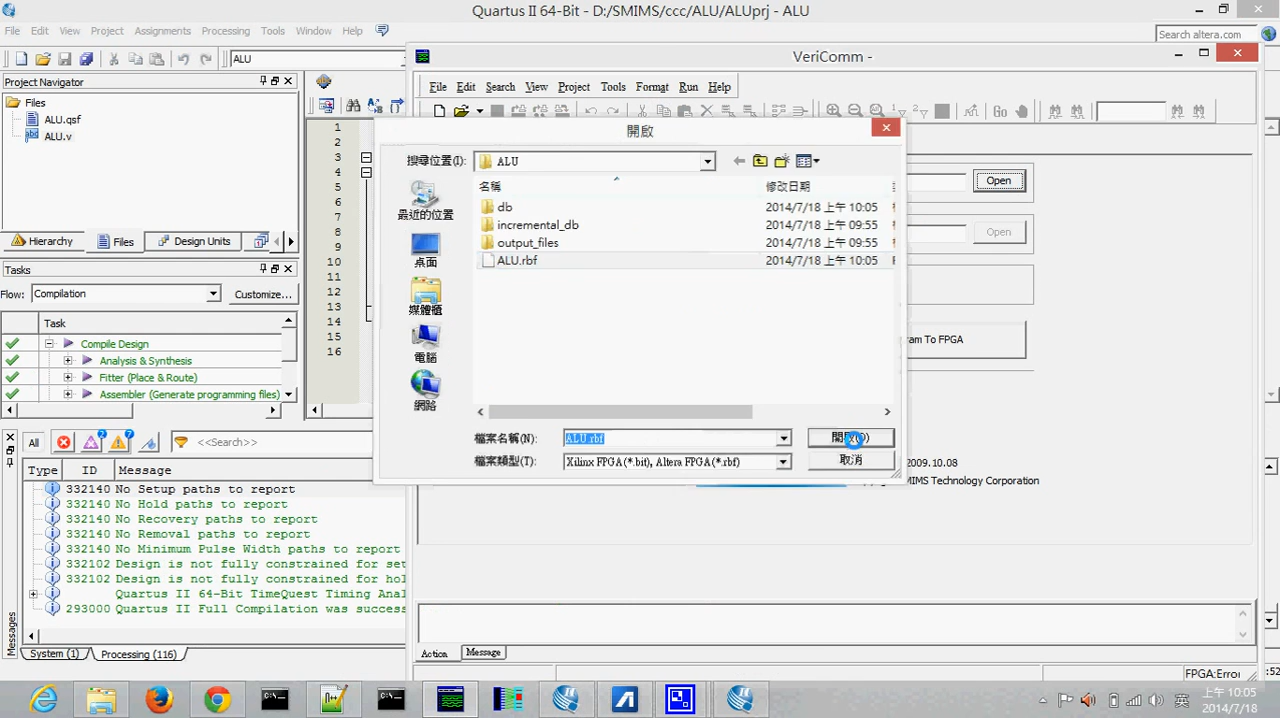 Quartus II 64-Bit - D:/SMIMS/ccc/ALU/ALUprj - ALU
File Edit View Project Assignments Processing Tools Window Help
Search altera.com
ALU
Project Navigator
Files
ALU.qsf
ALU.v
Hierarchy Files Design Units
Tasks
Flow: Compilation Customize...
Task
Compile Design
Analysis & Synthesis
Fitter (Place & Route)
Assembler (Generate programming files)
1
2
3
4
5
6
7
8
9
10
11
12
13
14
15
16
VeriComm -
File Edit Search View Project Tools Format Run Help
Go
開啟
搜尋位置(I): ALU
名稱 修改日期
db 2014/7/18 上午 10:05
incremental_db 2014/7/18 上午 09:55
output_files 2014/7/18 上午 09:55
ALU.rbf 2014/7/18 上午 10:05
最近的位置
桌面
媒體櫃
電腦
網路
檔案名稱(N): ALU.rbf 開啟(O)
檔案類型(T): Xilinx FPGA(*.bit), Altera FPGA(*.rbf) 取消
Open
Open
ram To FPGA
2009.10.08
SMIMS Technology Corporation
Action Message
FPGA:Error
:52
All <<Search>>
Type ID Message
332140 No Setup paths to report
332140 No Hold paths to report
332140 No Recovery paths to report
332140 No Removal paths to report
332140 No Minimum Pulse Width paths to report
332102 Design is not fully constrained for set
332102 Design is not fully constrained for hol
Quartus II 64-Bit TimeQuest Timing Anal
293000 Quartus II Full Compilation was success
Messages
System (1) Processing (116)
英
上午 10:05
2014/7/18